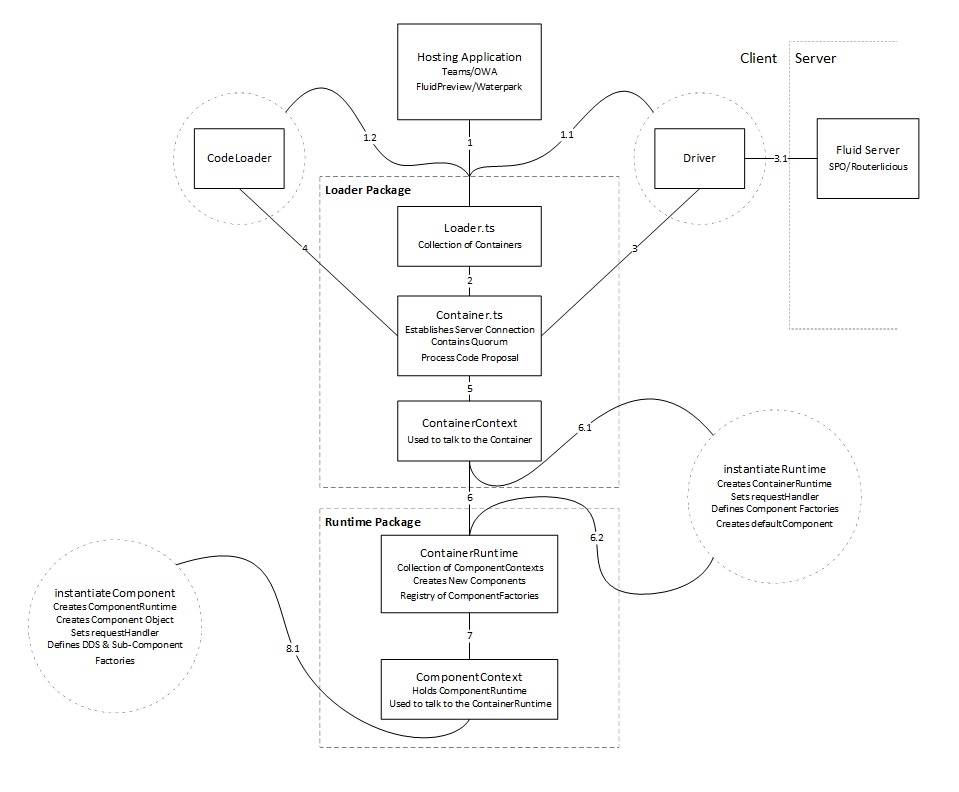 Hosting Application
Teams/OWA
FluidPreview/Waterpark
Client
Server
1.2
1
1.1
CodeLoader
Driver
3.1
Fluid Server
SPO/Routerlicious
Loader Package
Loader.ts
Collection of Containers
4
3
2
Container.ts
Establishes Server Connection
Contains Quorum
Process Code Proposal
5
ContainerContext
Used to talk to the Container
6.1
instantiateRuntime
Creates ContainerRuntime
Sets requestHandler
Defines Component Factories
Creates defaultComponent
6
Runtime Package
6.2
ContainerRuntime
Collection of ComponentContexts
Creates New Components
Registry of ComponentFactories
instantiateComponent
Creates ComponentRuntime
Creates Component Object
Sets requestHandler
Defines DDS & Sub-Component
Factories
7
8.1
ComponentContext
Holds ComponentRuntime
Used to talk to the ContainerRuntime